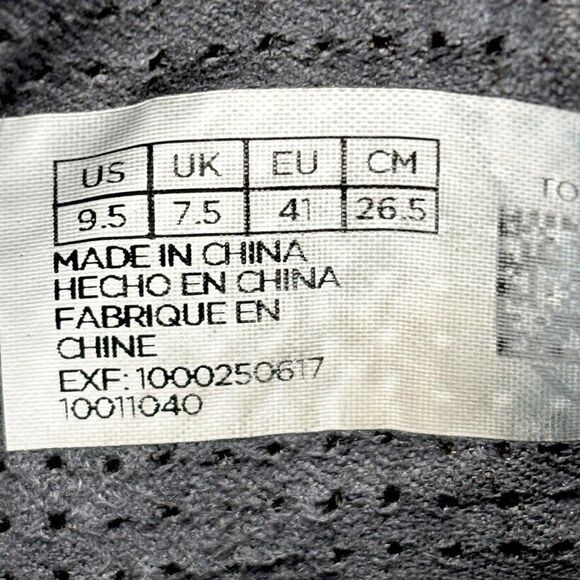 US UK EU CM
9.5 7.5 41 26.5
MADE IN CHINA
HECHO EN CHINA
FABRIQUE EN
CHINE
EXF: 1000250617
10011040
TO